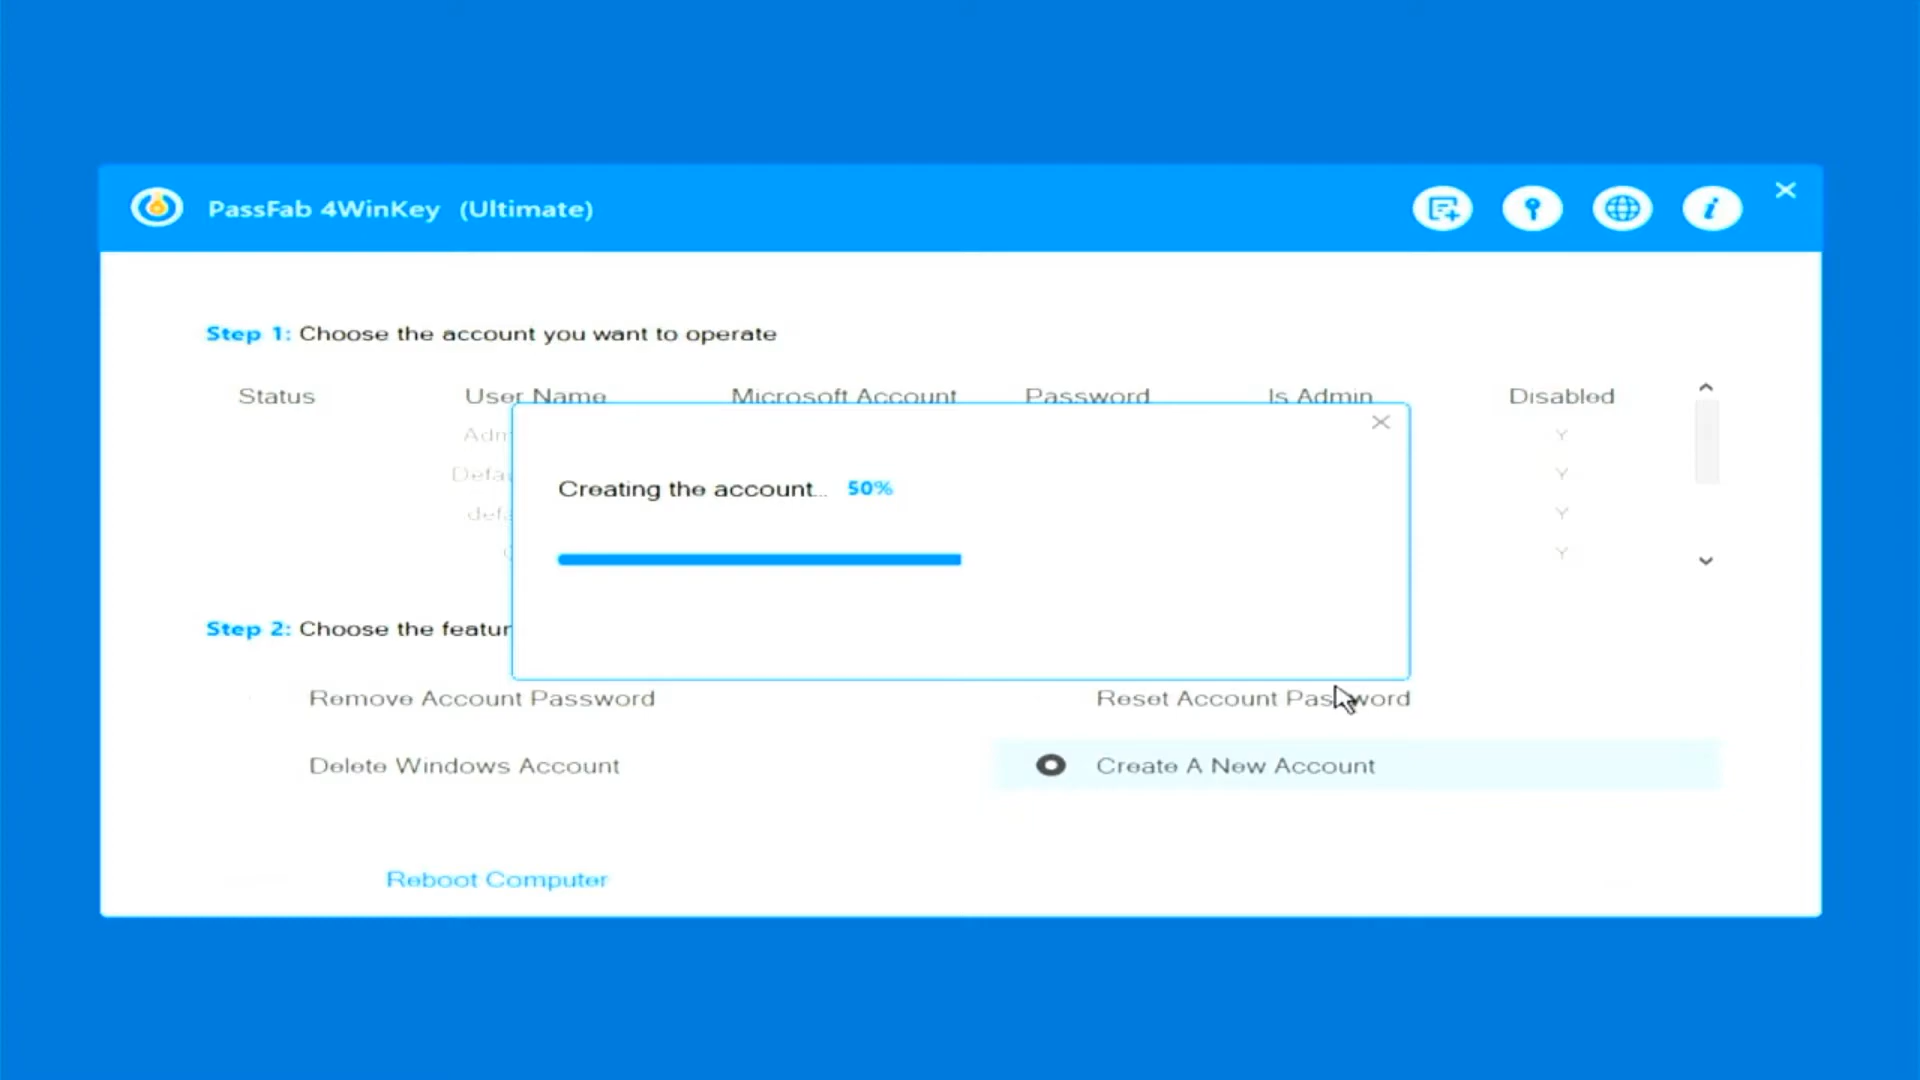 PassFab 4WinKey (Ultimate)
Step 1: Choose the account you want to operate
Status User Name Microsoft Account Password Is Admin Disabled
Y
Y
Y
Y
Creating the account... 50%
Step 2: Choose the
Remove Account Password Reset Account Password
Delete Windows Account Create A New Account
Reboot Computer